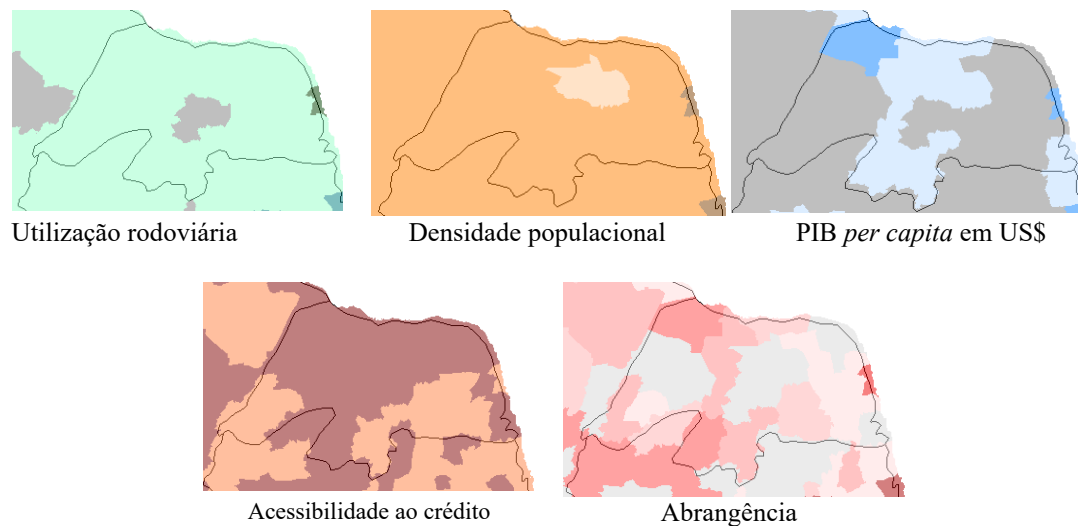 Utilização rodoviária
Densidade populacional
PIB per capita em US$
Acessibilidade ao crédito
Abrangência